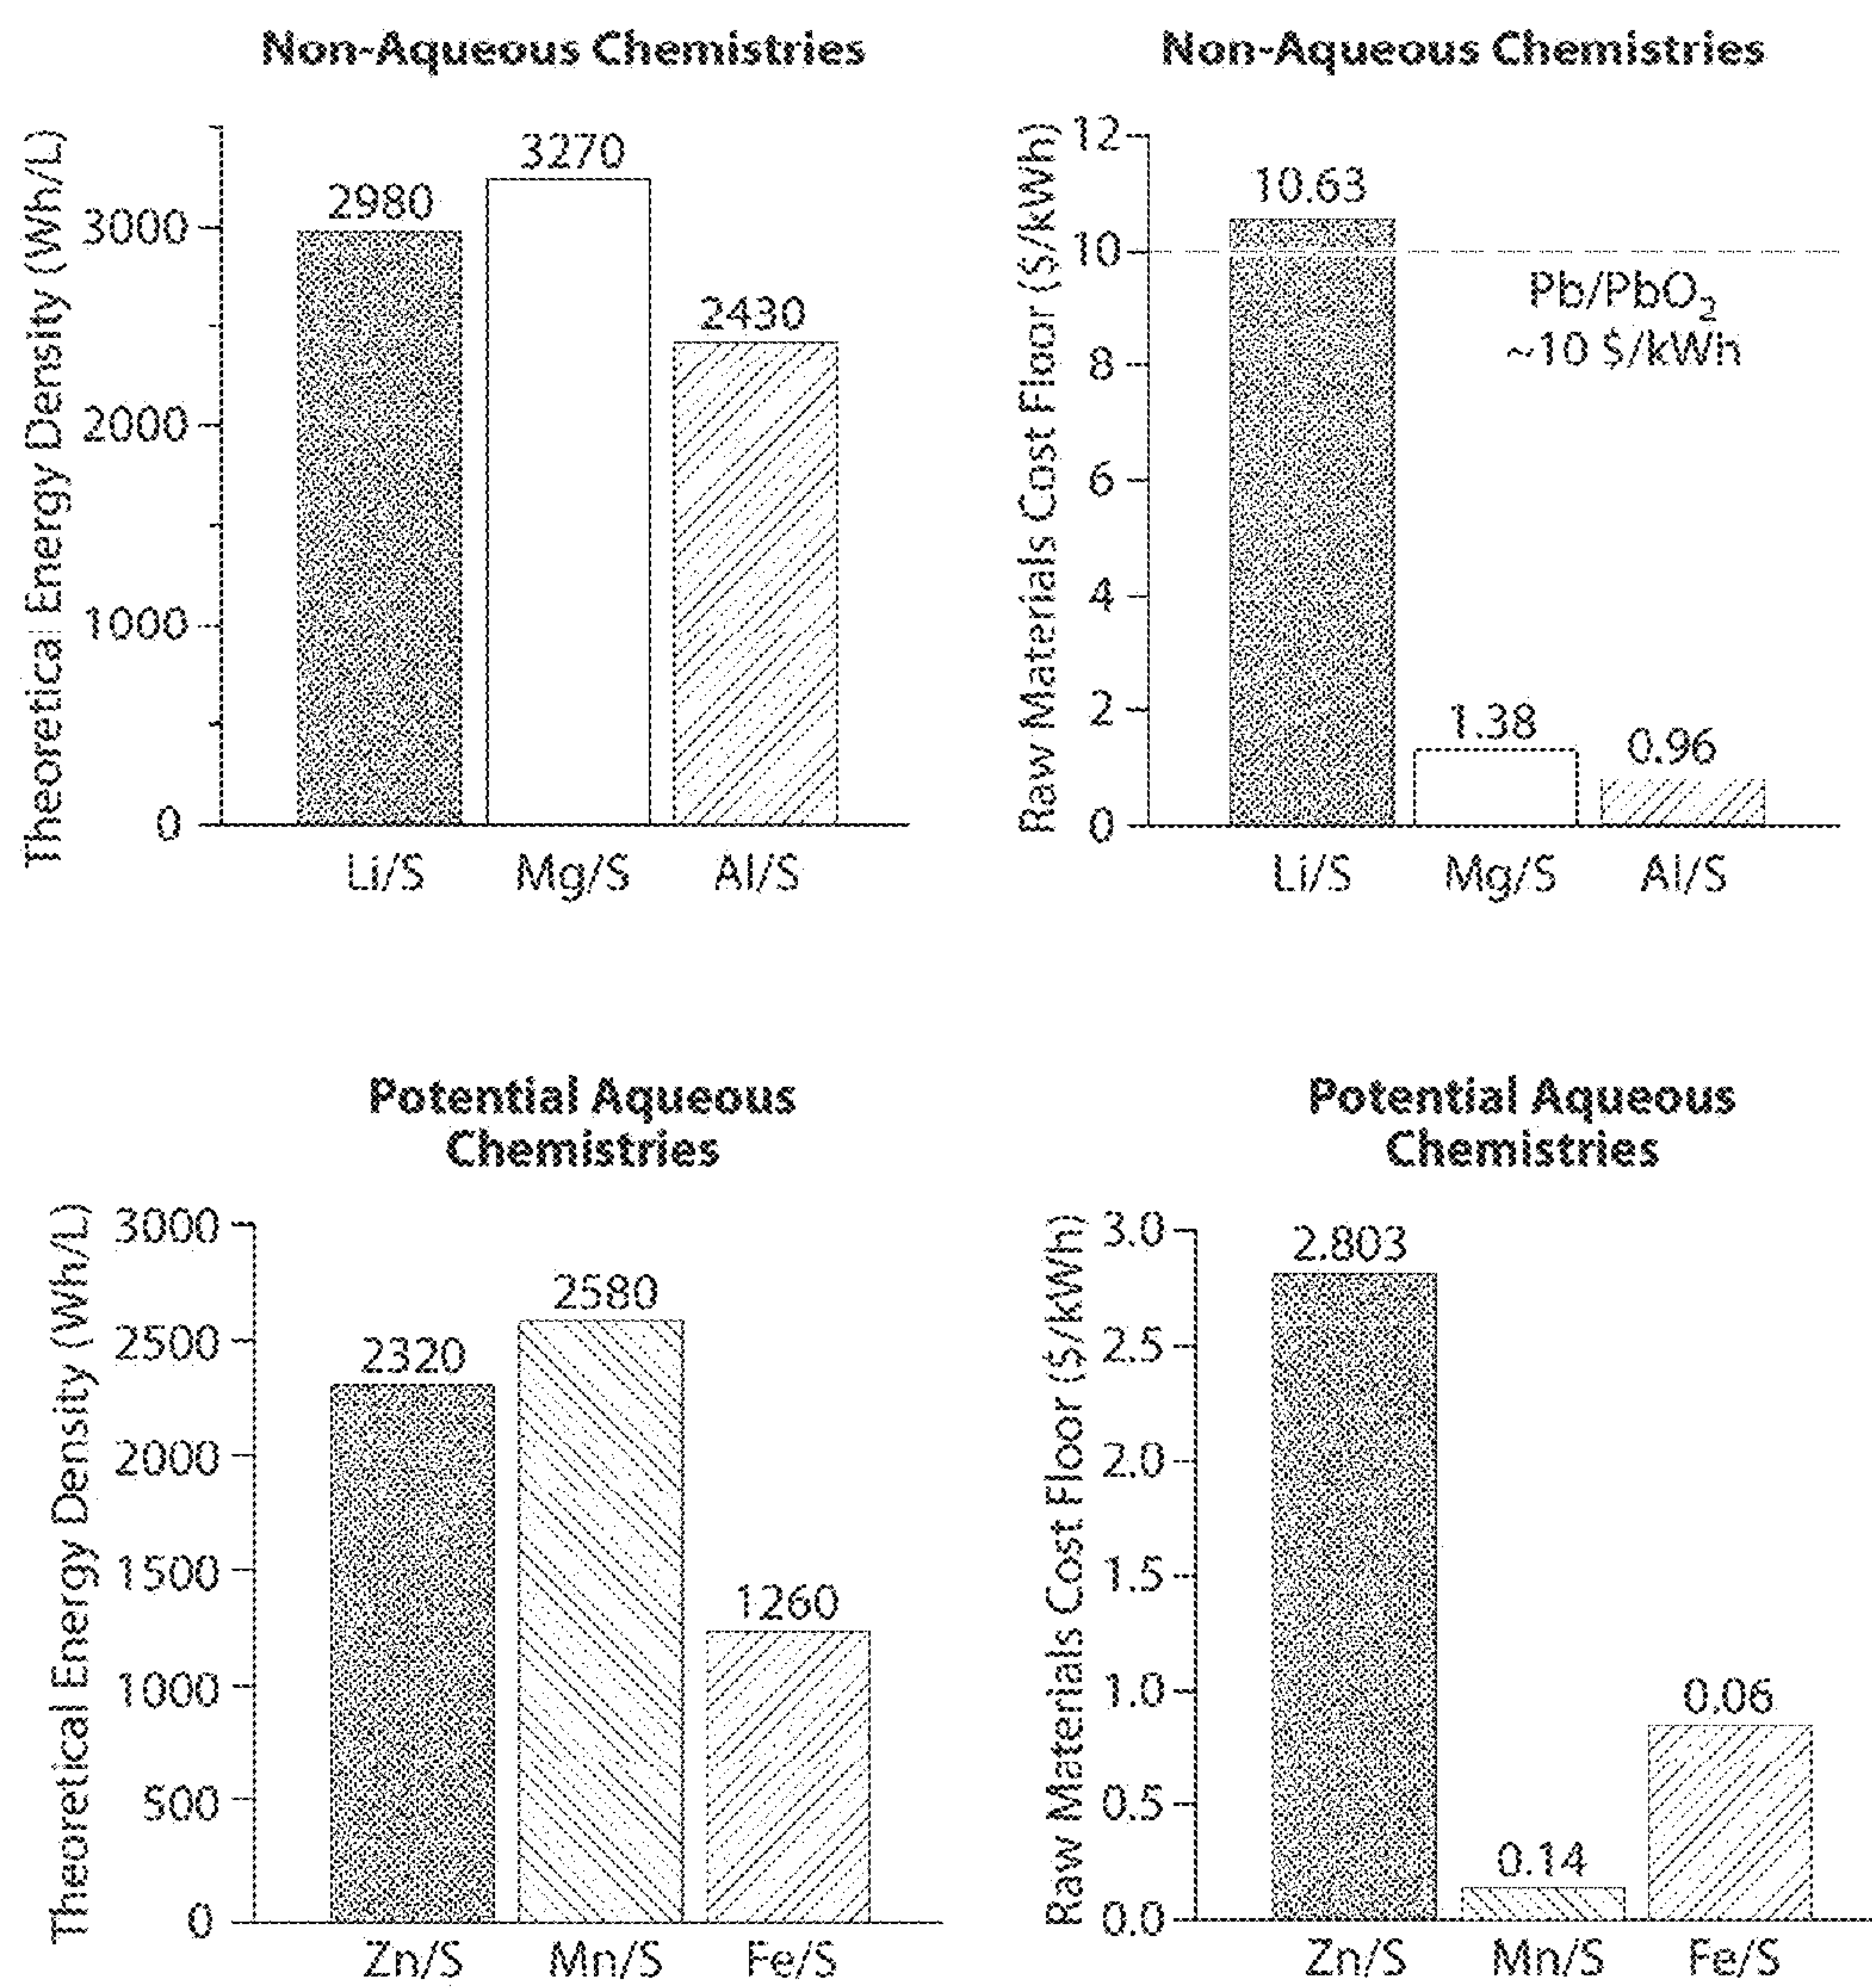 Non-Aqueous Chemistries
Theoretical Energy Density (Wh/L)
3000
2000
1000
0
2980
3270
2430
Li/S Mg/S Al/S
Non-Aqueous Chemistries
Raw Materials Cost Floor ($/kWh)
12
10
8
6
4
2
0
10.63
Pb/PbO₂
~10 $/kWh
1.38
0.96
Li/S Mg/S Al/S
Potential Aqueous
Chemistries
Theoretical Energy Density (Wh/L)
3000
2500
2000
1500
1000
500
0
2320
2580
1260
Zn/S Mn/S Fe/S
Potential Aqueous
Chemistries
Raw Materials Cost Floor ($/kWh)
3.0
2.5
2.0
1.5
1.0
0.5
0.0
2.803
0.14
0.06
Zn/S Mn/S Fe/S